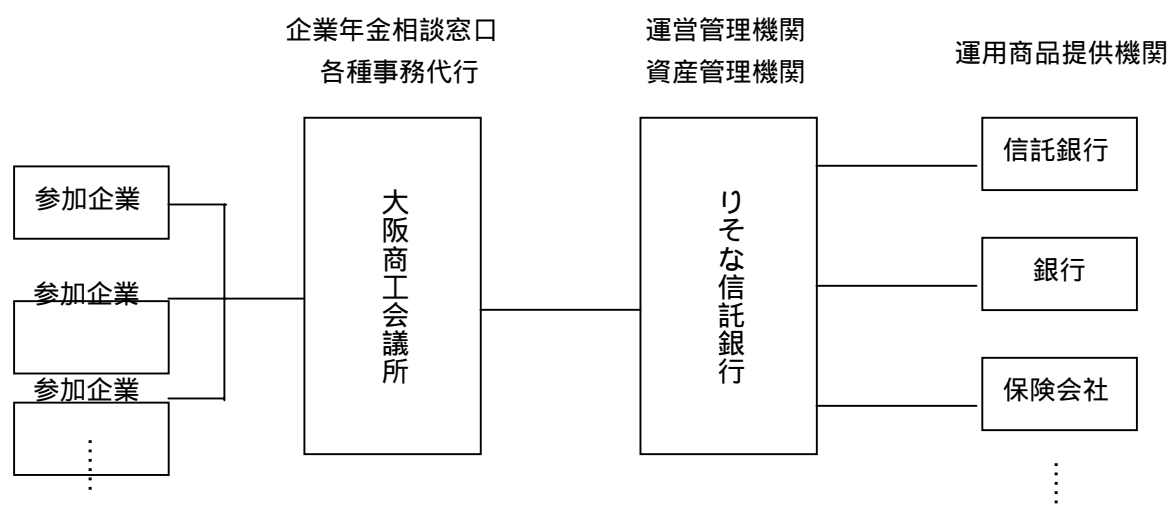 企業年金相談窓口
各種事務代行
運営管理機関
資産管理機関
運用商品提供機関
参加企業
参加企業
参加企業
大阪商工会議所
りそな信託銀行
信託銀行
銀行
保険会社